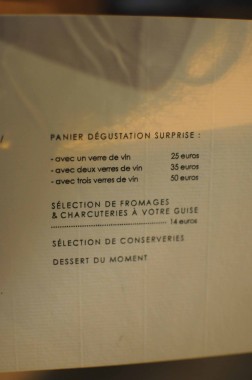 PANIER DÉGUSTATION SURPRISE :
- avec un verre de vin 25 euros
- avec deux verres de vin 35 euros
- avec trois verres de vin 50 euros
SÉLECTION DE FROMAGES
& CHARCUTERIES À VOTRE GUISE
............................................. 14 euros
SÉLECTION DE CONSERVERIES
DESSERT DU MOMENT